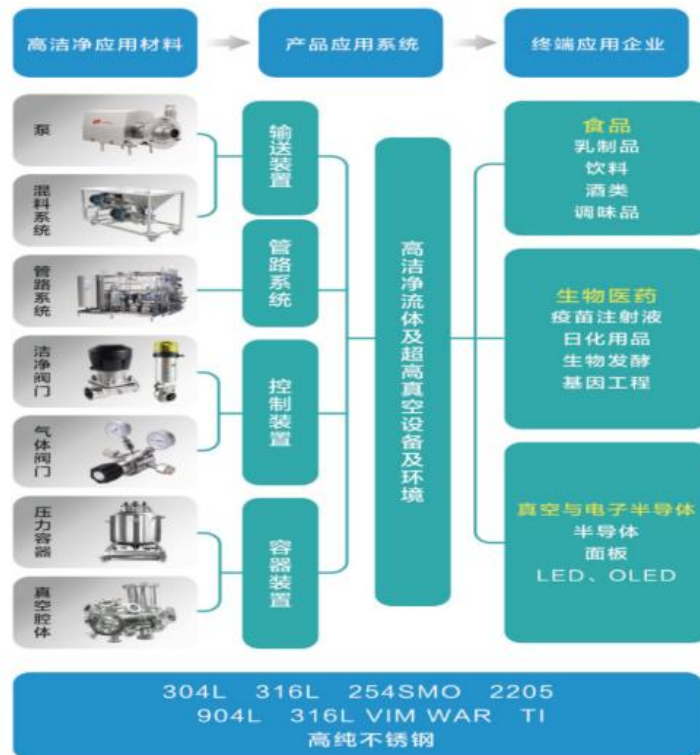 高洁净应用材料
产品应用系统
终端应用企业
泵
混料系统
管路系统
洁净阀门
气体阀门
压力容器
真空腔体
输送装置
管路系统
控制装置
容器装置
高洁净流体及超高真空设备及环境
食品
乳制品
饮料
酒类
调味品
生物医药
疫苗注射液
日化用品
生物发酵
基因工程
真空与电子半导体
半导体
面板
LED、OLED
304L 316L 254SMO 2205
904L 316L VIM WAR TI
高纯不锈钢